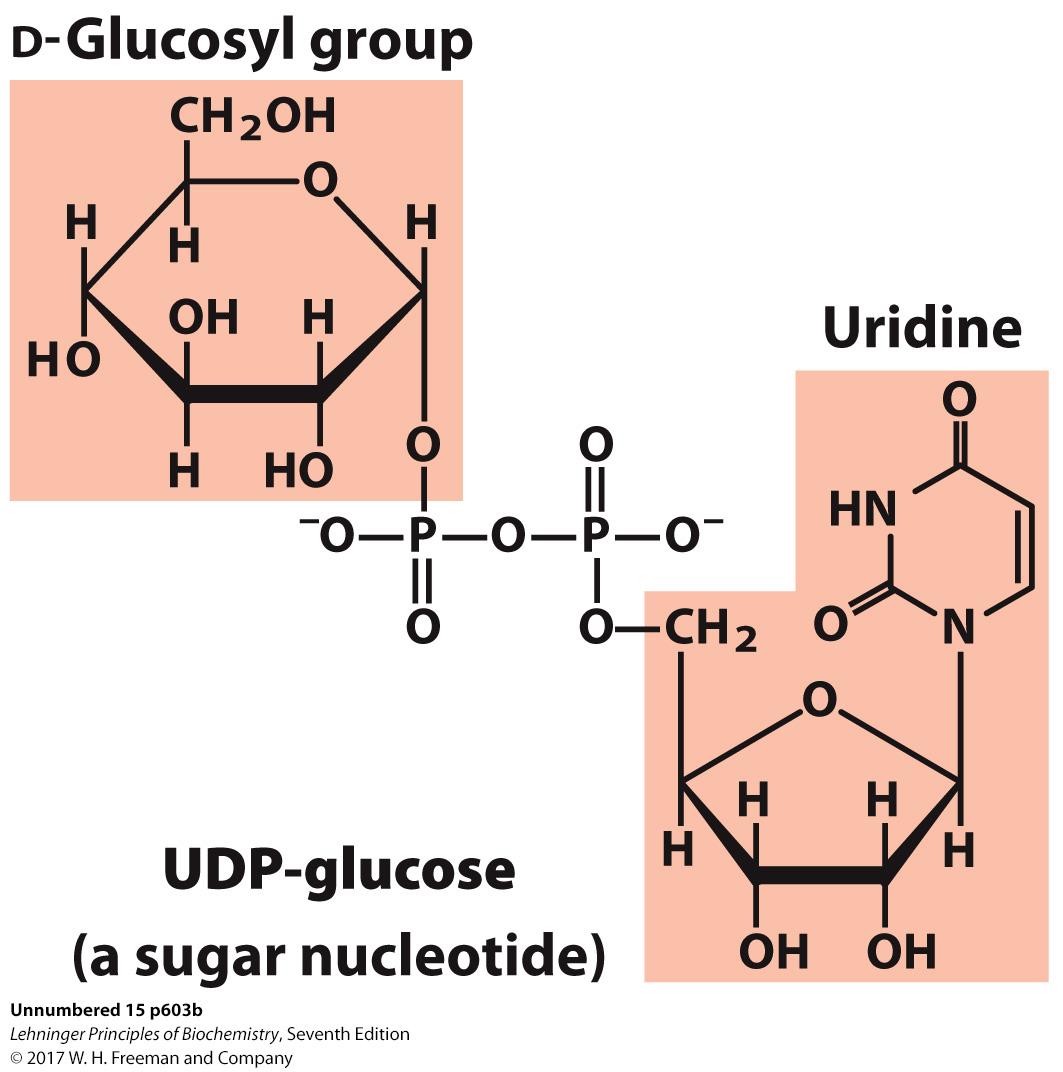 D-Glucosyl group
CH2OH
O
H
H
H
OH
H
HO
H
HO
O
O
Uridine
O
HN
⁻O
P
O
P
O⁻
O
O
CH2
O
N
O
H
H
H
H
UDP-glucose
OH
OH
(a sugar nucleotide)
Unnumbered 15 p603b
Lehninger Principles of Biochemistry, Seventh Edition
© 2017 W. H. Freeman and Company